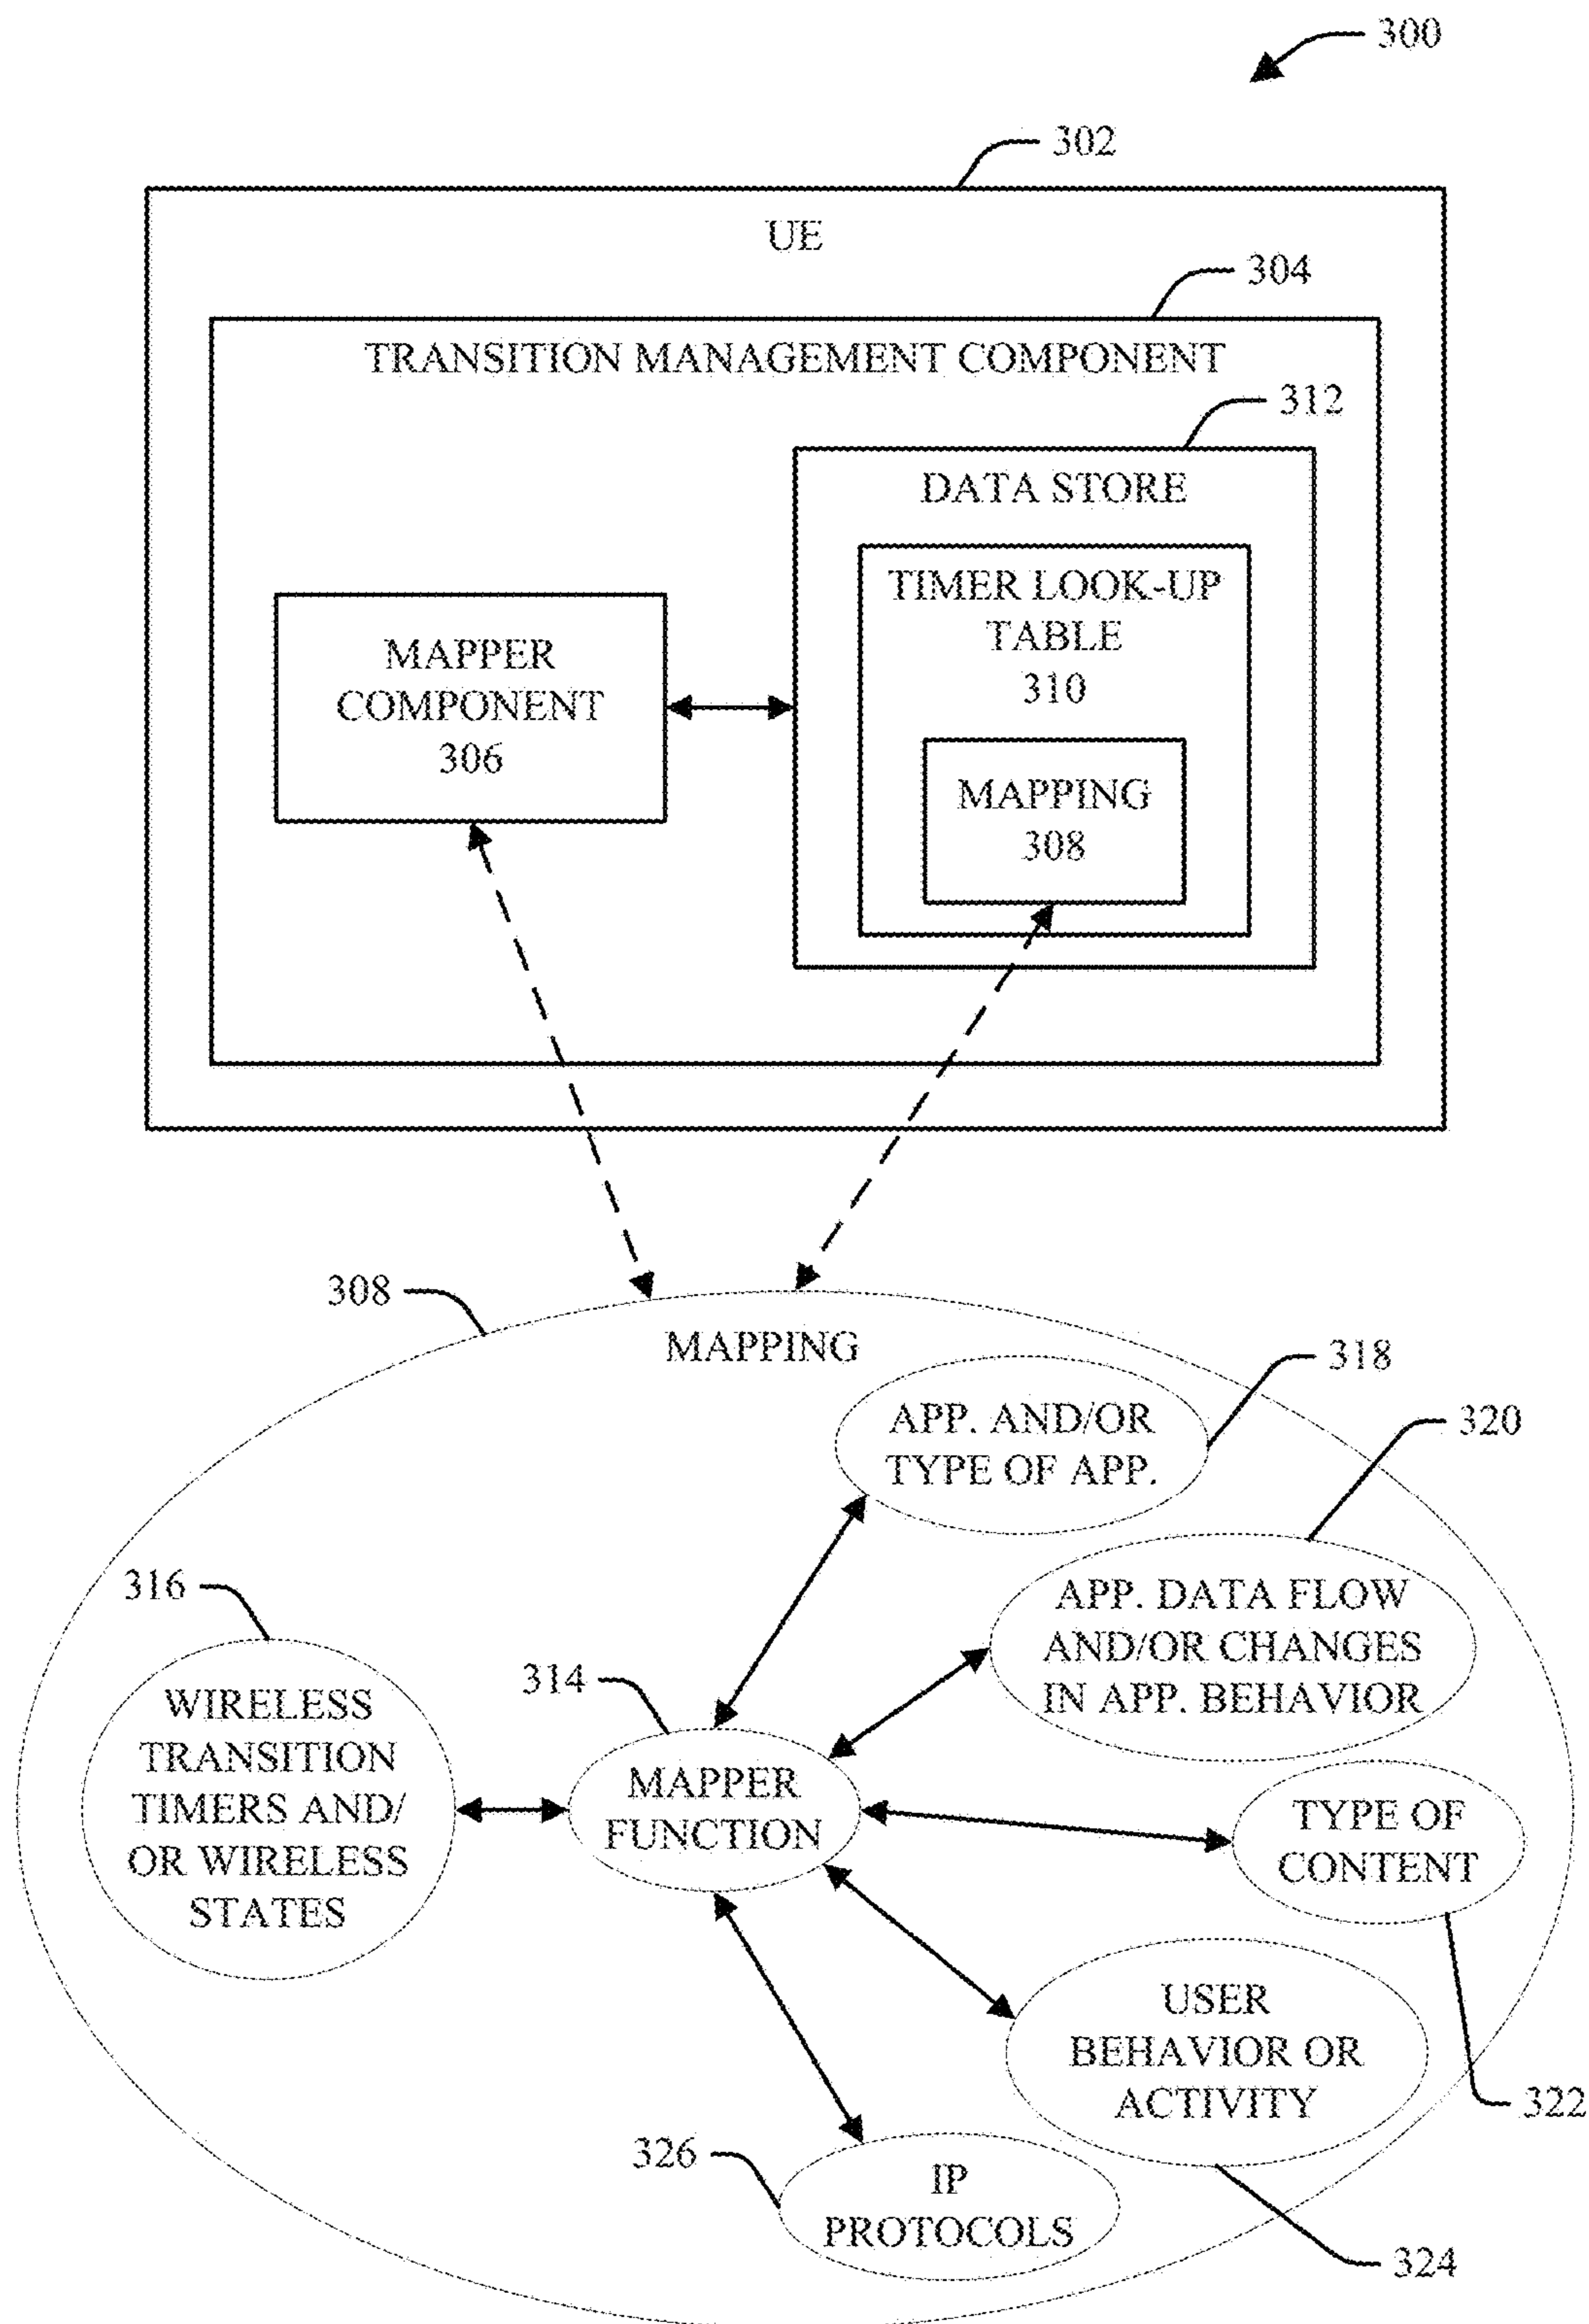 300
302
UE
304
TRANSITION MANAGEMENT COMPONENT
312
DATA STORE
TIMER LOOK-UP
TABLE
310
MAPPER
COMPONENT
306
MAPPING
308
308
MAPPING
318
APP. AND/OR
TYPE OF APP.
320
APP. DATA FLOW
AND/OR CHANGES
IN APP. BEHAVIOR
316
WIRELESS
TRANSITION
TIMERS AND/
OR WIRELESS
STATES
314
MAPPER
FUNCTION
TYPE OF
CONTENT
322
USER
BEHAVIOR OR
ACTIVITY
324
326
IP
PROTOCOLS